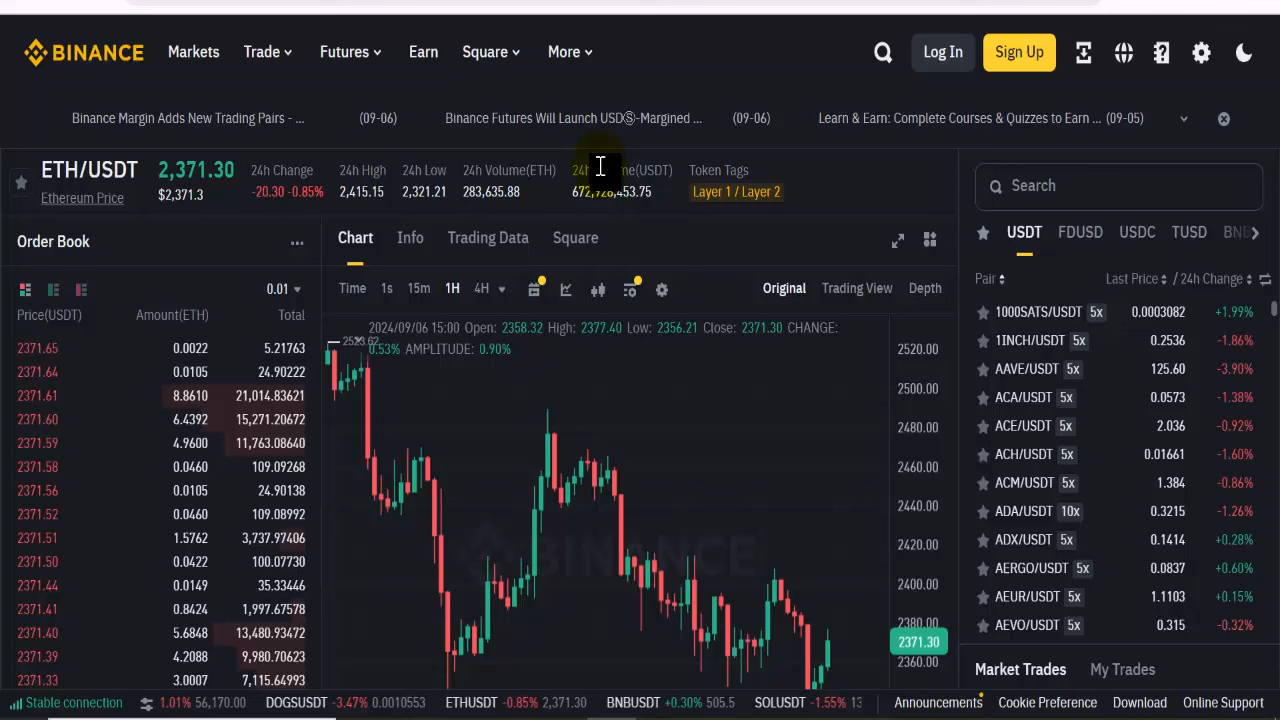 BINANCE
Markets Trade Futures Earn Square More Log In Sign Up
Binance Margin Adds New Trading Pairs - ... (09-06) Binance Futures Will Launch USDⓈ-Margined ... (09-06) Learn & Earn: Complete Courses & Quizzes to Earn ... (09-05)
ETH/USDT 2,371.30 24h Change 24h High 24h Low 24h Volume(ETH) Token Tags
Ethereum Price $2,371.3 -20.30 -0.85% 2,415.15 2,321.21 283,635.88 Layer 1 / Layer 2
Order Book
Chart Info Trading Data Square
0.01
Time 1s 15m 1H 4H Original Trading View Depth
Price(USDT) Amount(ETH) Total
2371.65 0.0022 5.21763
2371.64 0.0105 24.90222
2371.61 8.8610 21,014.83621
2371.60 6.4392 15,271.20672
2371.59 4.9600 11,763.08640
2371.58 0.0460 109.09268
2371.56 0.0105 24.90138
2371.52 0.0460 109.08992
2371.51 1.5762 3,737.97406
2371.50 0.0422 100.07730
2371.44 0.0149 35.33446
2371.41 0.8424 1,997.67578
2371.40 5.6848 13,480.93472
2371.39 4.2088 9,980.70623
2371.33 3.0007 7,115.64993
2024/09/06 15:00 Open: 2358.32 High: 2377.40 Low: 2356.21 Close: 2371.30 CHANGE:
0.53% AMPLITUDE: 0.90%
2520.00
2500.00
2480.00
2460.00
2440.00
2420.00
2400.00
2380.00
2371.30
2360.00
BINANCE
Search
USDT FDUSD USDC TUSD BNB
Pair Last Price / 24h Change
1000SATS/USDT 5x 0.0003082 +1.99%
1INCH/USDT 5x 0.2536 -1.86%
AAVE/USDT 5x 125.60 -3.90%
ACA/USDT 5x 0.0573 -1.38%
ACE/USDT 5x 2.036 -0.92%
ACH/USDT 5x 0.01661 -1.60%
ACM/USDT 5x 1.384 -0.86%
ADA/USDT 10x 0.3215 -1.26%
ADX/USDT 5x 0.1414 +0.28%
AERGO/USDT 5x 0.0837 +0.60%
AEUR/USDT 5x 1.1103 +0.15%
AEVO/USDT 5x 0.315 -0.32%
Market Trades My Trades
Stable connection 1.01% 56,170.00 DOGSUSDT -3.47% 0.0010553 ETHUSDT -0.85% 2,371.30 BNBUSDT +0.30% 505.5 SOLUSDT -1.55% 13 Announcements Cookie Preference Download Online Support